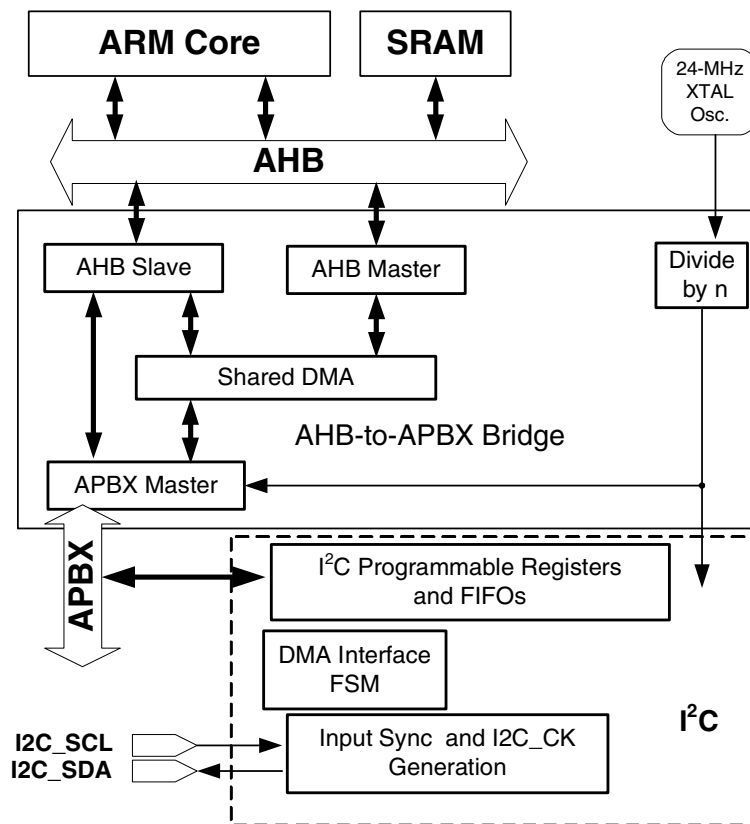 ARM Core
SRAM
24-MHz
XTAL
Osc.
AHB
AHB Slave
AHB Master
Divide
by n
Shared DMA
AHB-to-APBX Bridge
APBX Master
APBX
I²C Programmable Registers
and FIFOs
DMA Interface
FSM
I²C
I2C_SCL
I2C_SDA
Input Sync and I2C_CK
Generation